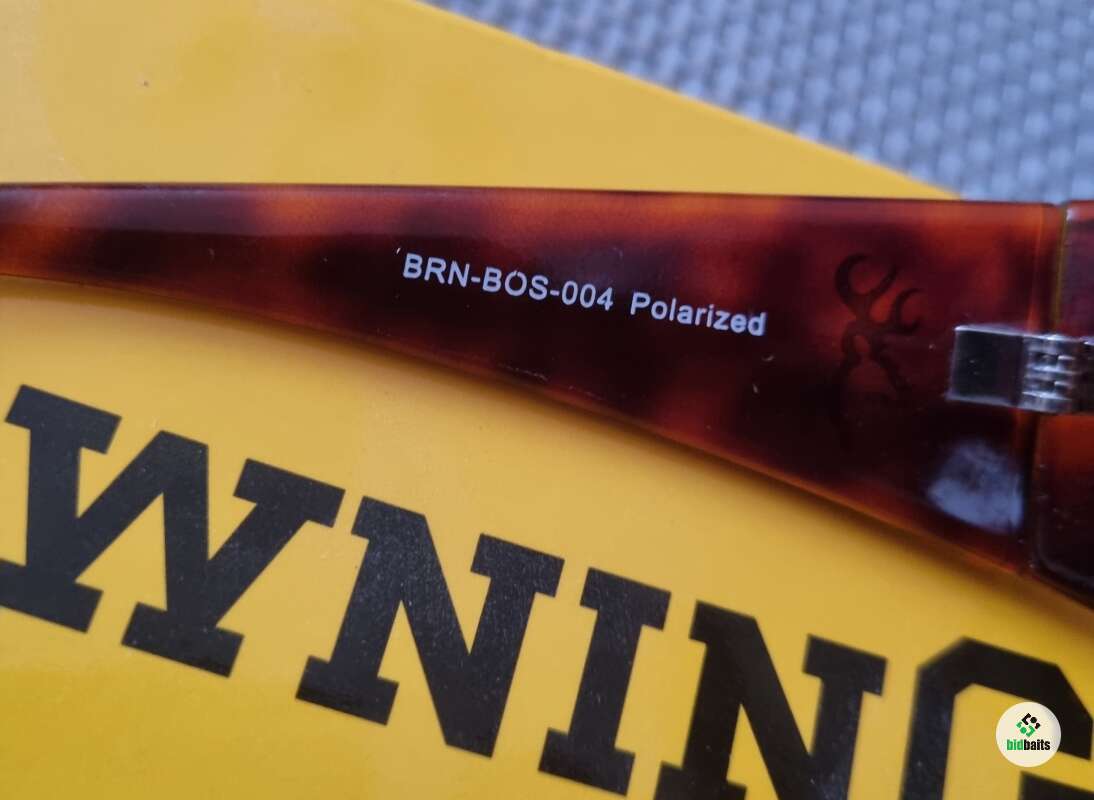 BRN-BOS-004 Polarized
WNING
bidbaits